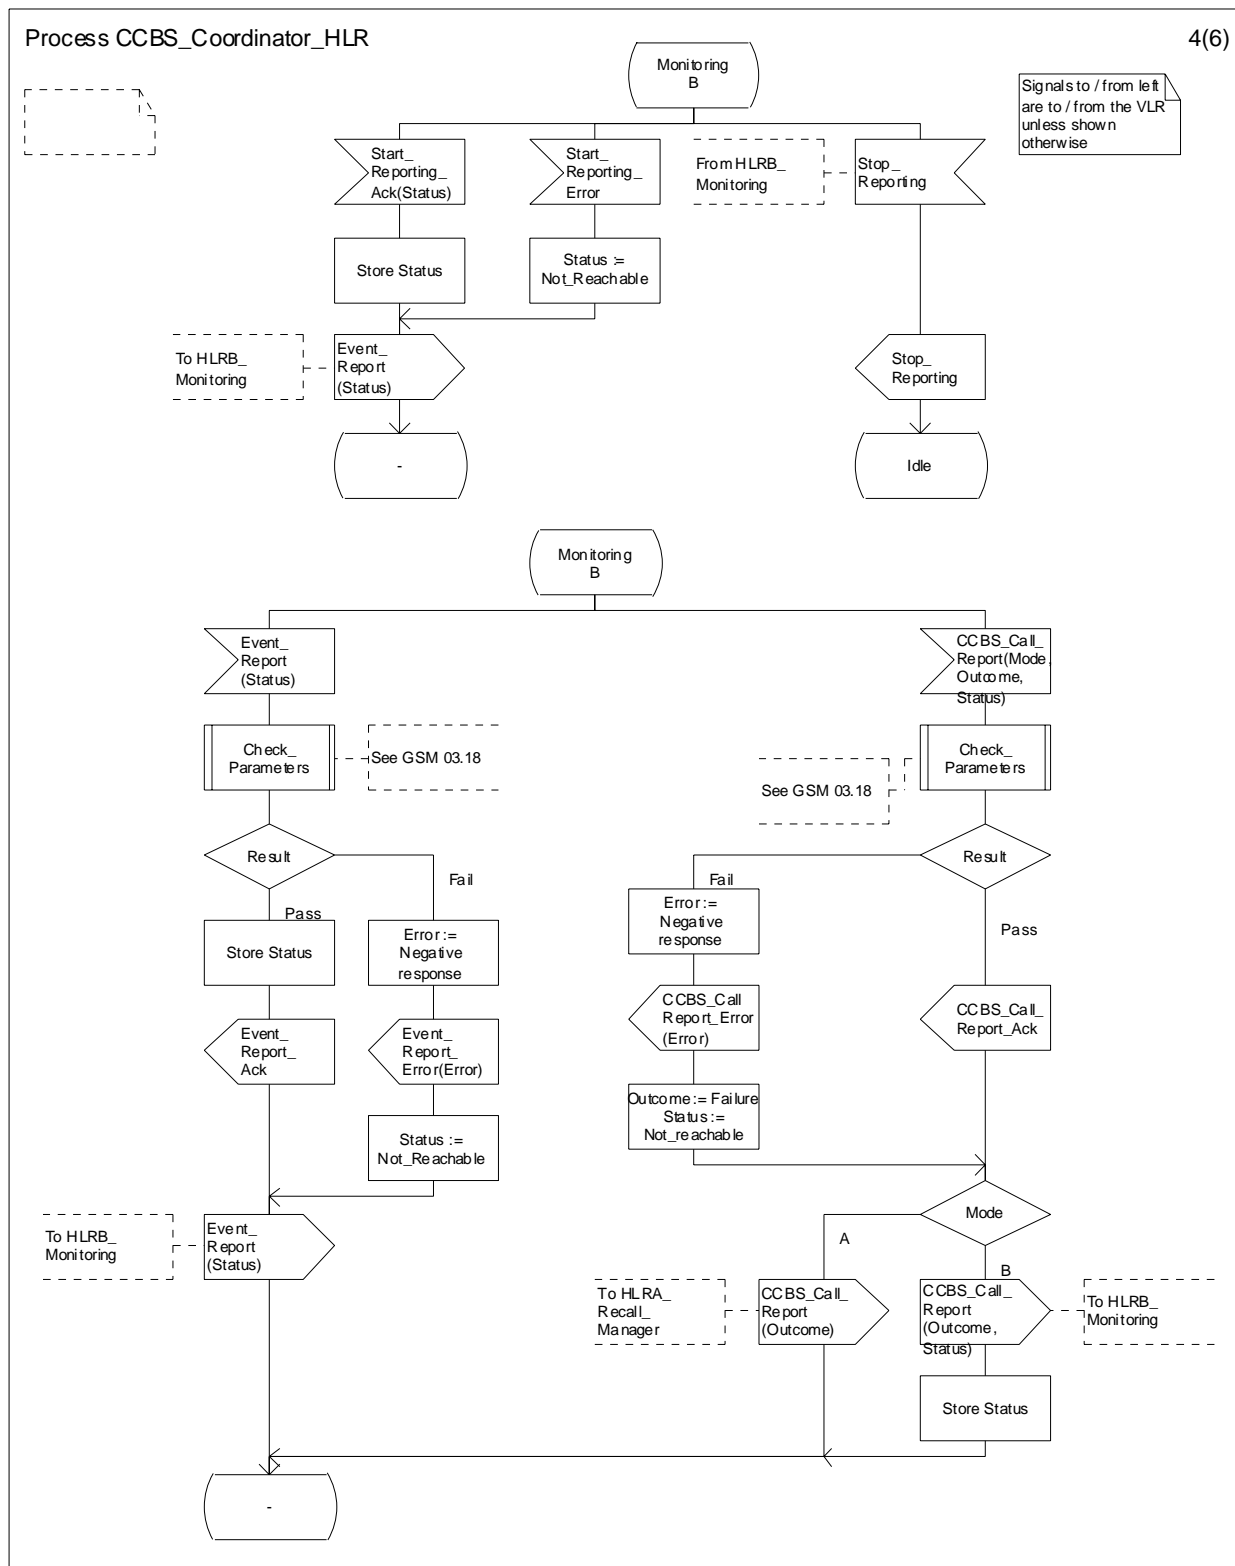 Process CCBS_Coordinator_HLR
4(6)
Monitoring
B
Signals to / from left
are to / from the VLR
unless shown
otherwise
Start_
Reporting_
Ack(Status)
Start_
Reporting_
Error
From HLRB_
Monitoring
Stop_
Reporting
Store Status
Status :=
Not_Reachable
To HLRB_
Monitoring
Event_
Report
(Status)
Stop_
Reporting
-
Idle
Monitoring
B
Event_
Report
(Status)
CCBS_Call_
Report(Mode,
Outcome,
Status)
Check_
Parameters
See GSM 03.18
See GSM 03.18
Check_
Parameters
Result
Fail
Pass
Result
Fail
Pass
Store Status
Error :=
Negative
response
Error :=
Negative
response
Event_
Report_
Ack
Event_
Report_
Error(Error)
CCBS_Call
Report_Error
(Error)
CCBS_Call_
Report_Ack
Status :=
Not_Reachable
Outcome := Failure
Status :=
Not_reachable
To HLRB_
Monitoring
Event_
Report
(Status)
Mode
A
B
To HLRA_
Recall_
Manager
CCBS_Call_
Report
(Outcome)
CCBS_Call_
Report
(Outcome,
Status)
To HLRB_
Monitoring
Store Status
-